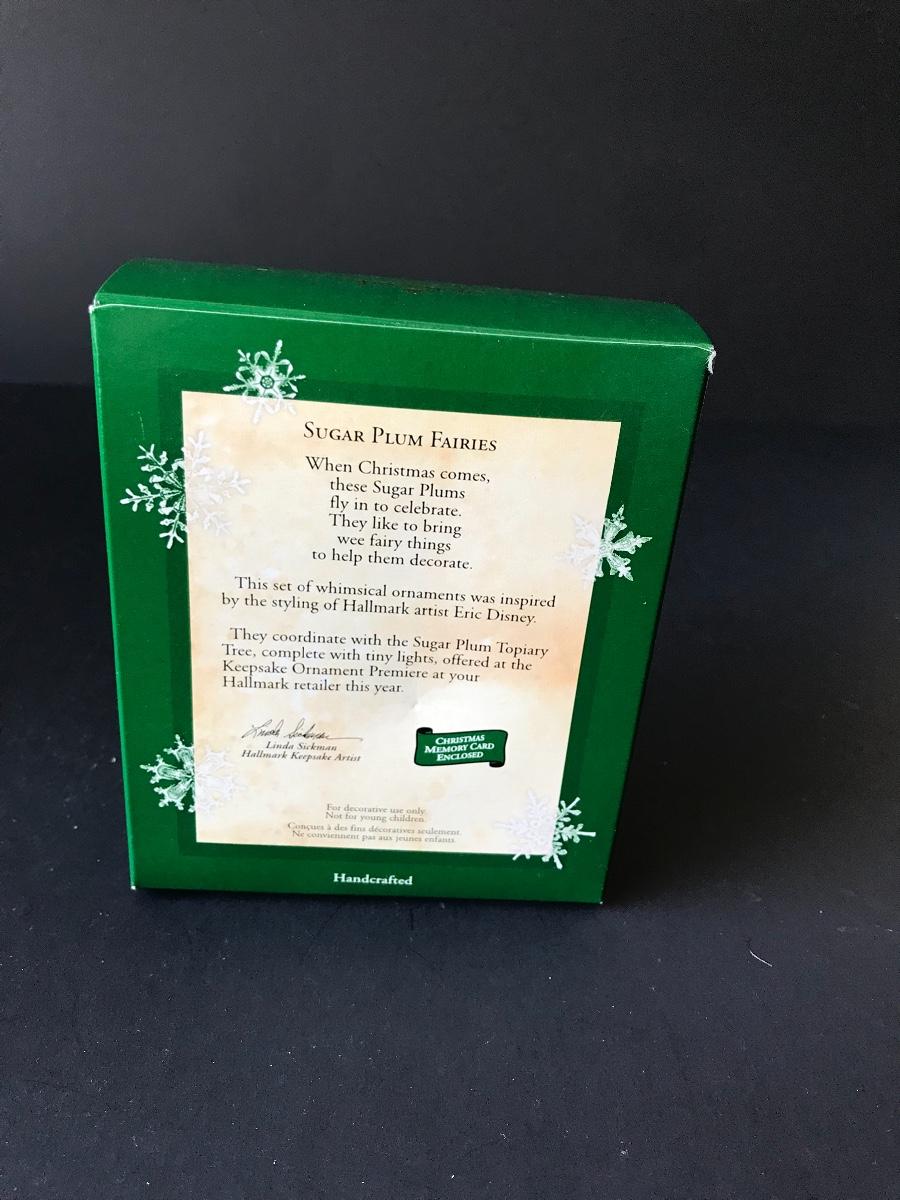 SUGAR PLUM FAIRIES
When Christmas comes,
these Sugar Plums
fly in to celebrate.
They like to bring
wee fairy things
to help them decorate.
This set of whimsical ornaments was inspired
by the styling of Hallmark artist Eric Disney.
They coordinate with the Sugar Plum Topiary
Tree, complete with tiny lights, offered at the
Keepsake Ornament Premiere at your
Hallmark retailer this year.
Linda Sickman
Linda Sickman
Hallmark Keepsake Artist
CHRISTMAS
MEMORY CARD
ENCLOSED
For decorative use only.
Not for young children.
Conçues à des fins décoratives seulement.
Ne conviennent pas aux jeunes enfants.
Handcrafted